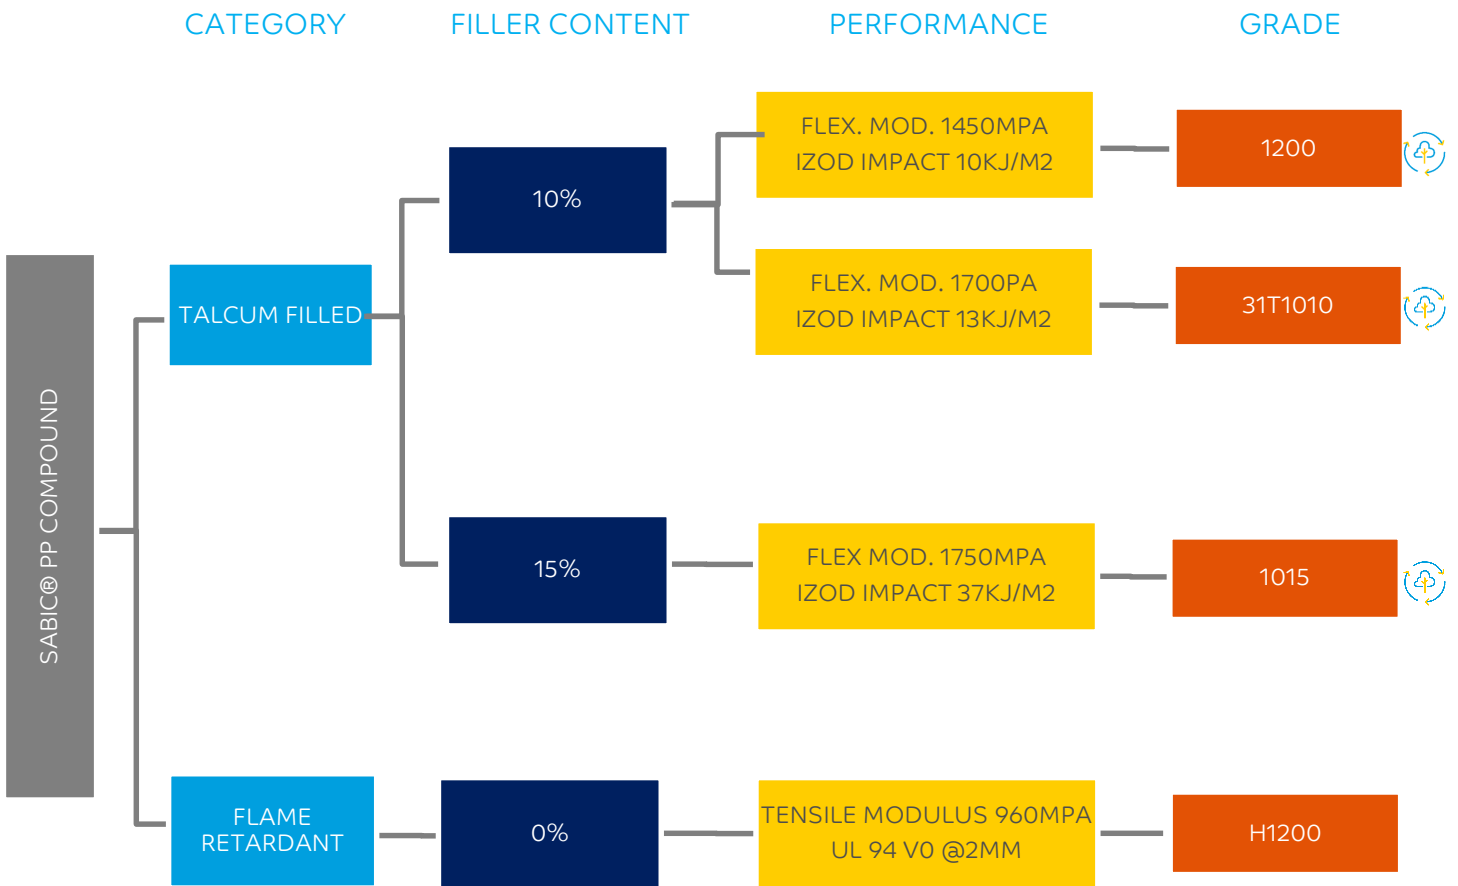 CATEGORY
FILLER CONTENT
PERFORMANCE
GRADE
SABIC® PP COMPOUND
TALCUM FILLED
10%
FLEX. MOD. 1450MPA
IZOD IMPACT 10KJ/M2
1200
FLEX. MOD. 1700PA
IZOD IMPACT 13KJ/M2
31T1010
15%
FLEX MOD. 1750MPA
IZOD IMPACT 37KJ/M2
1015
FLAME
RETARDANT
0%
TENSILE MODULUS 960MPA
UL 94 V0 @2MM
H1200